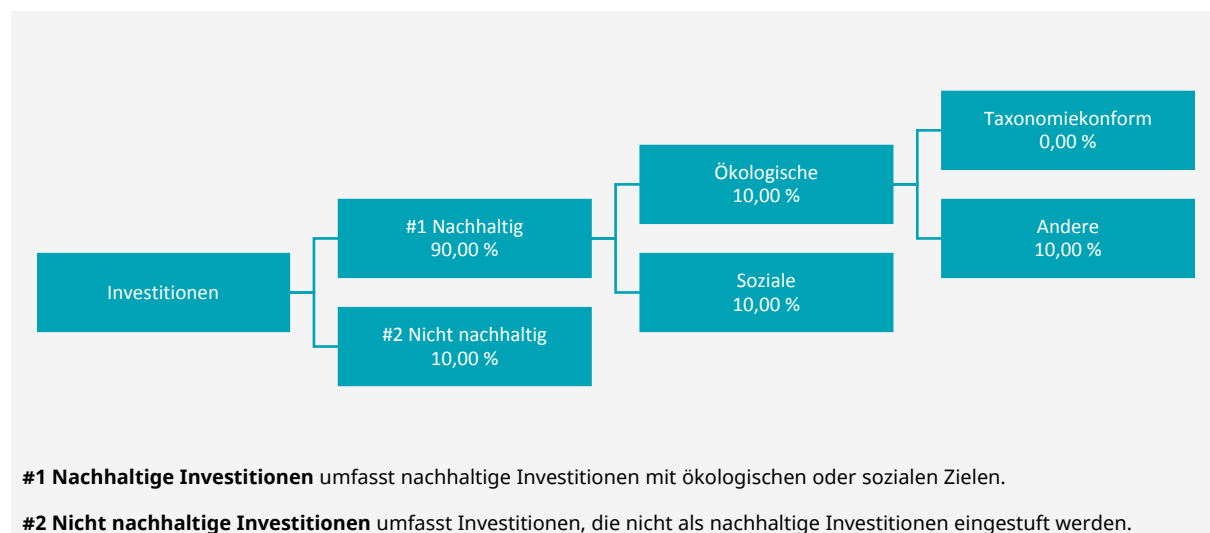 Investitionen
#1 Nachhaltig
90,00 %
#2 Nicht nachhaltig
10,00 %
Ökologische
10,00 %
Soziale
10,00 %
Taxonomiekonform
0,00 %
Andere
10,00 %
#1 Nachhaltige Investitionen umfasst nachhaltige Investitionen mit ökologischen oder sozialen Zielen.
#2 Nicht nachhaltige Investitionen umfasst Investitionen, die nicht als nachhaltige Investitionen eingestuft werden.